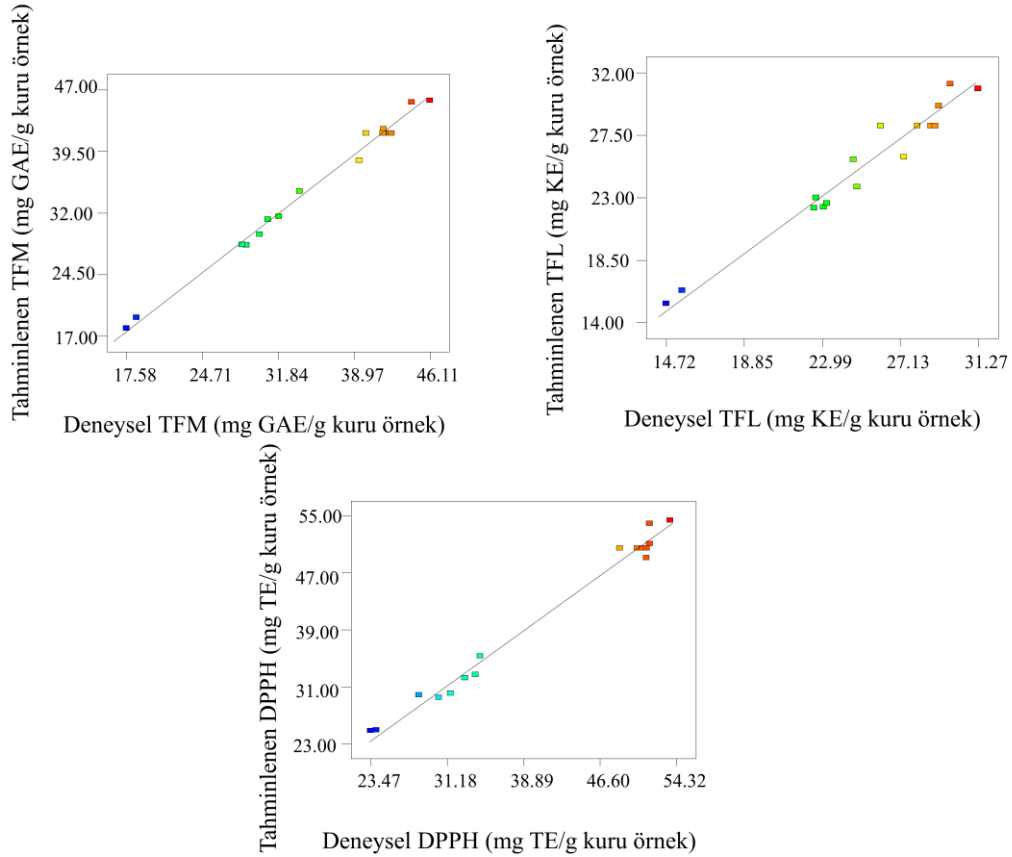 Tahminlenen TFM (mg GAE/g kuru örnek)
47.00
39.50
32.00
24.50
17.00
17.58 24.71 31.84 38.97 46.11
Deneysel TFM (mg GAE/g kuru örnek)
Tahminlenen TFL (mg KE/g kuru örnek)
32.00
27.50
23.00
18.50
14.00
14.72 18.85 22.99 27.13 31.27
Deneysel TFL (mg KE/g kuru örnek)
Tahminlenen DPPH (mg TE/g kuru örnek)
55.00
47.00
39.00
31.00
23.00
23.47 31.18 38.89 46.60 54.32
Deneysel DPPH (mg TE/g kuru örnek)